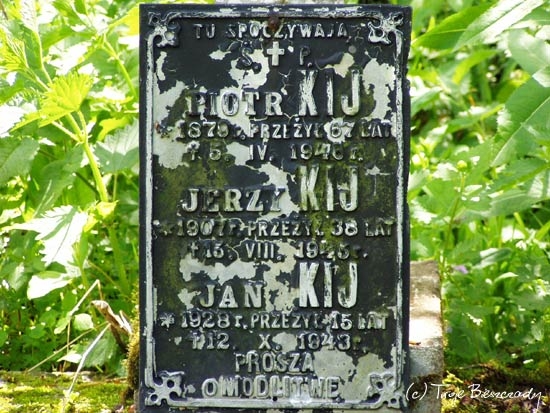 TU SPOCZYWAJĄ
Ś † P.
PIOTR KIJ
* 1879 r. PRZEŻYŁ 67 LAT
† 5. IV. 1946 r.
JERZY KIJ
* 1907 r. PRZEŻYŁ 38 LAT
† 15. VIII. 1945 r.
JAN KIJ
* 1928 r. PRZEŻYŁ 15 LAT
† 12. X. 1943 r.
PROSZĄ
O MODLITWĘ
(c) Twoje Bieszczady